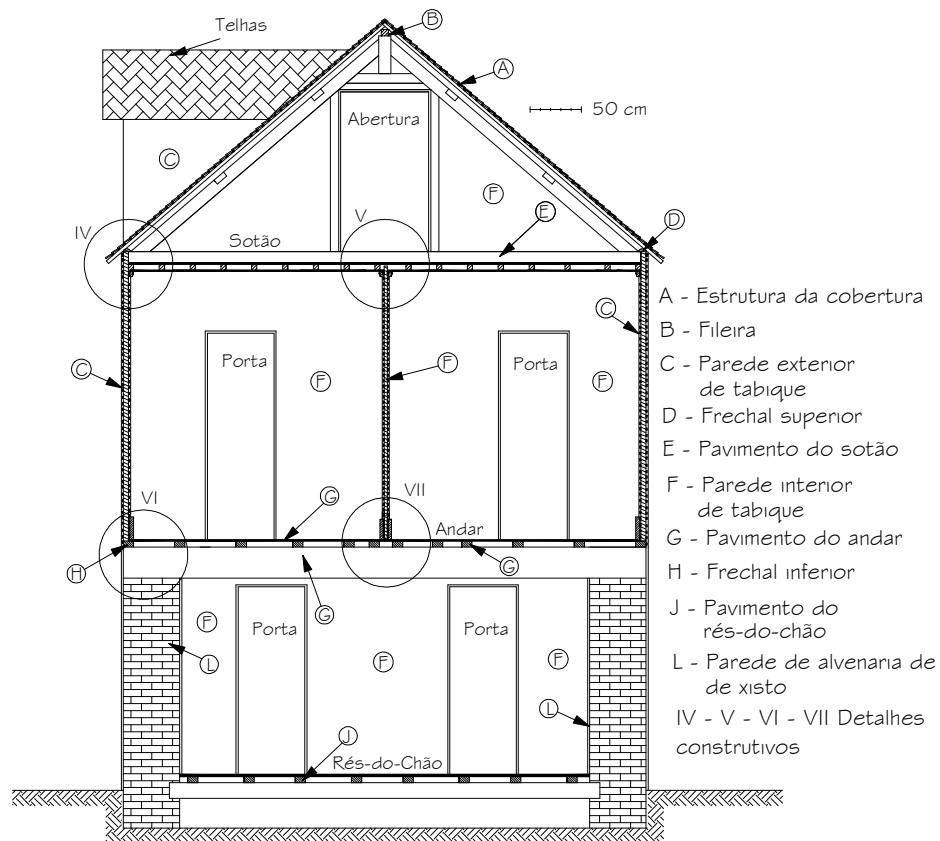 Telhas
B
A
50 cm
Abertura
C
F
IV
V
E
D
Sotão
C
Porta
F
F
Porta
F
C
VI
G
VII
Andar
H
G
G
F
Porta
F
Porta
F
L
L
J
Rés-do-Chão
A - Estrutura da cobertura
B - Fileira
C - Parede exterior
de tabique
D - Frechal superior
E - Pavimento do sotão
F - Parede interior
de tabique
G - Pavimento do andar
H - Frechal inferior
J - Pavimento do
rés-do-chão
L - Parede de alvenaria de
de xisto
IV - V - VI - VII Detalhes
construtivos